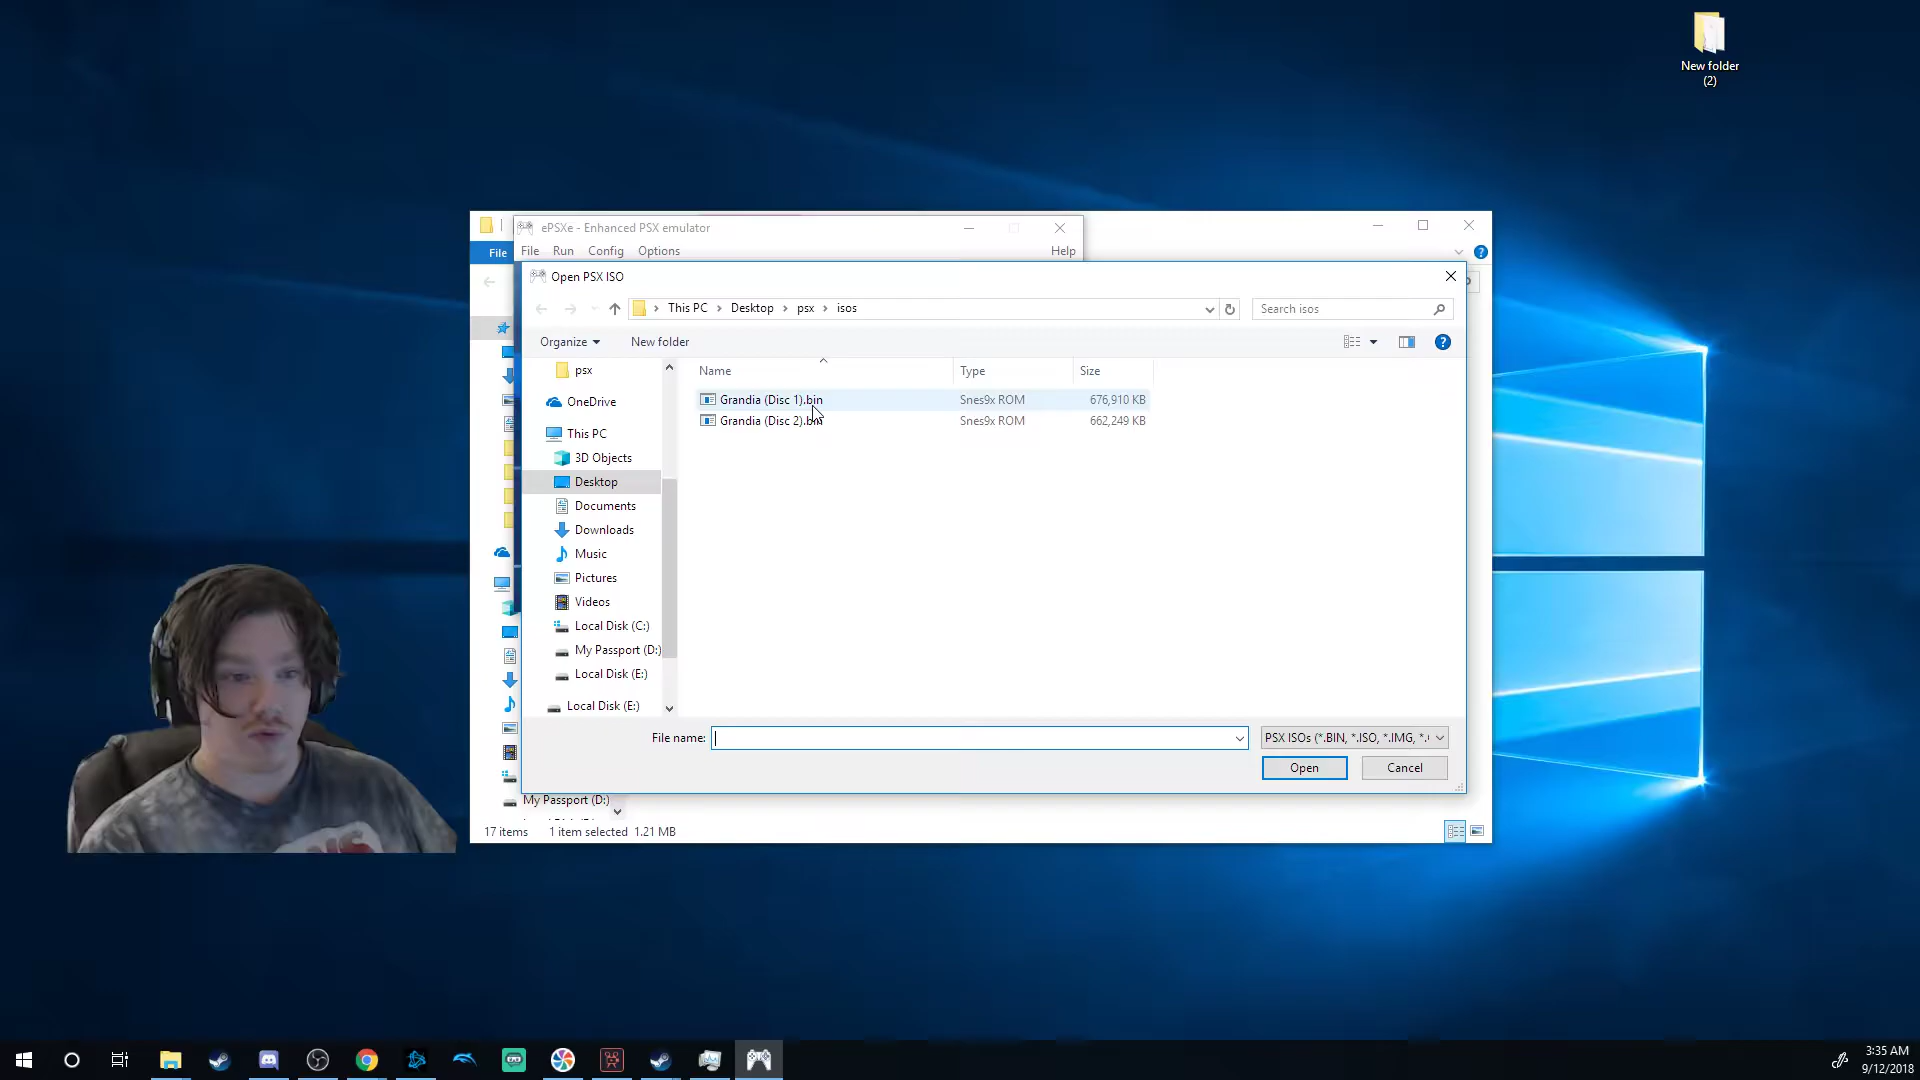 New folder
(2)
ePSXe - Enhanced PSX emulator
File
File Run Config Options Help
Open PSX ISO
This PC Desktop psx isos
Search isos
Organize New folder
Name Type Size
psx
Grandia (Disc 1).bin Snes9x ROM 676,910 KB
Grandia (Disc 2).bin Snes9x ROM 662,249 KB
OneDrive
This PC
3D Objects
Desktop
Documents
Downloads
Music
Pictures
Videos
Local Disk (C:)
My Passport (D:)
Local Disk (E:)
Local Disk (E:)
File name:
PSX ISOs (*.BIN, *.ISO, *.IMG, *.
Open Cancel
My Passport (D:)
17 items 1 item selected 1.21 MB
3:35 AM
9/12/2018